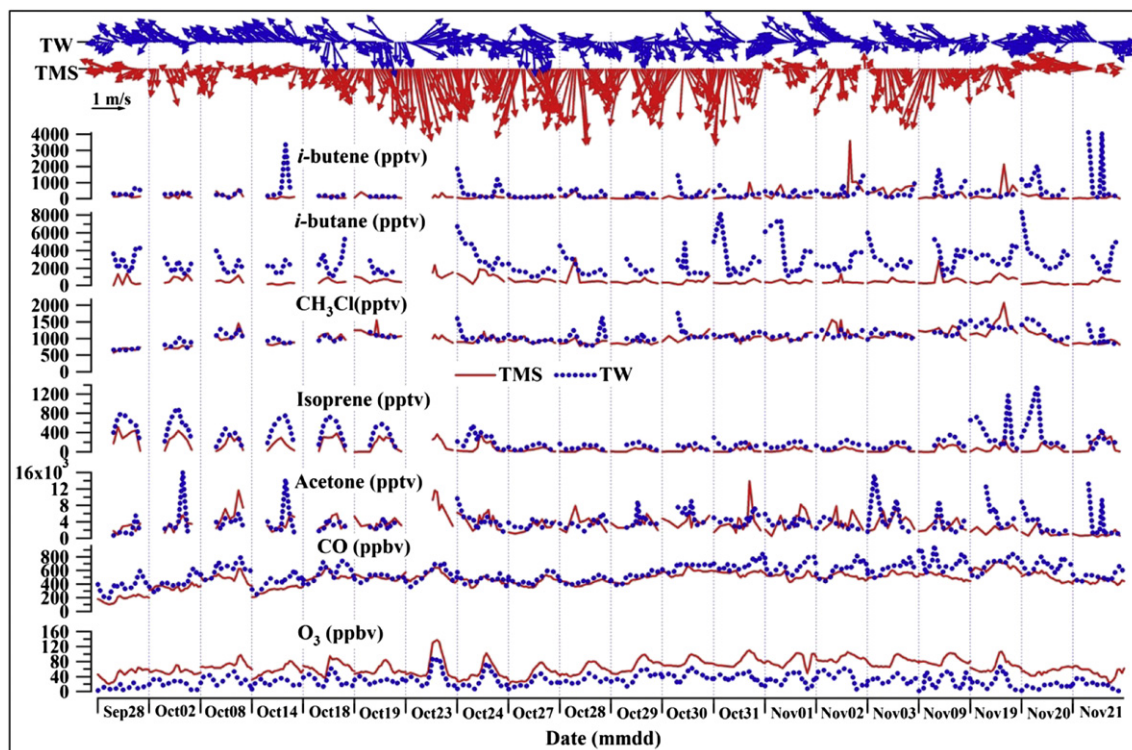 TW
TMS
1 m/s
4000
3000
2000
1000
0
i-butene (pptv)
8000
6000
4000
2000
0
i-butane (pptv)
2000
1500
1000
500
0
CH3Cl(pptv)
TMS TW
1200
800
400
0
Isoprene (pptv)
16x10³
12
8
4
0
Acetone (pptv)
800
600
400
200
0
CO (ppbv)
160
120
80
40
0
O3 (ppbv)
Sep28 Oct02 Oct08 Oct14 Oct18 Oct19 Oct23 Oct24 Oct27 Oct28 Oct29 Oct30 Oct31 Nov01 Nov02 Nov03 Nov09 Nov19 Nov20 Nov21
Date (mmdd)